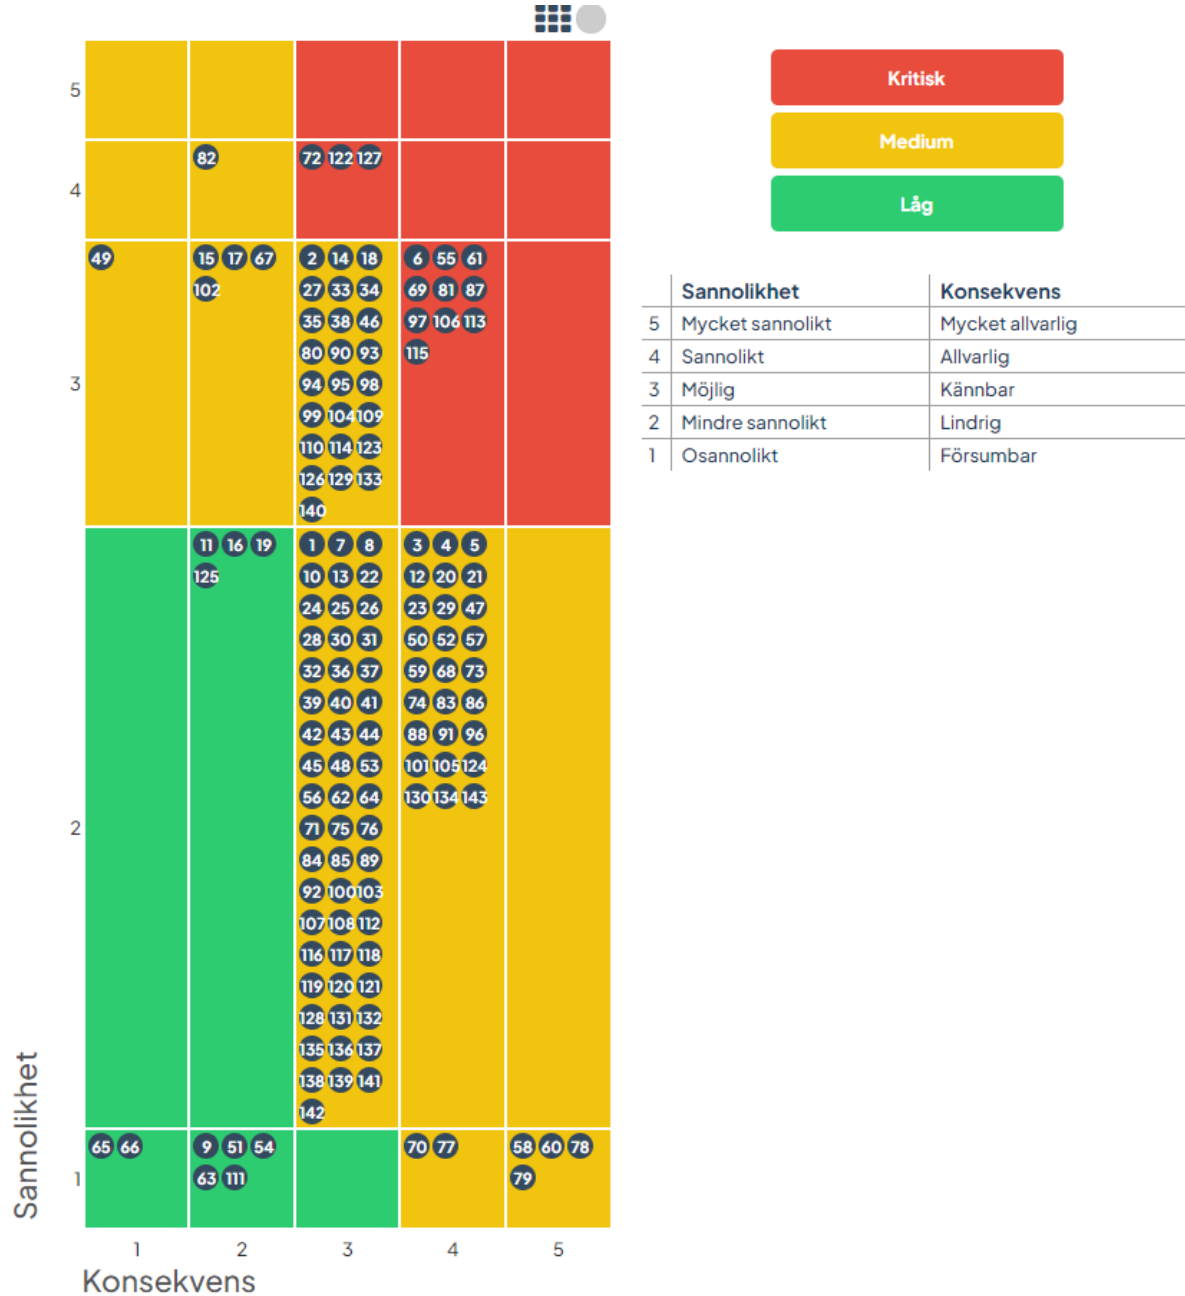 5
4
3
2
1
82
72 122 127
49
15 17 67
102
2 14 18
27 33 34
35 38 46
80 90 93
94 95 98
99 104 109
110 114 123
126 129 133
140
6 55 61
69 81 87
97 106 113
115
11 16 19
125
1 7 8
10 13 22
24 25 26
28 30 31
32 36 37
39 40 41
42 43 44
45 48 53
56 62 64
71 75 76
84 85 89
92 100 103
107 108 112
116 117 118
119 120 121
128 131 132
135 136 137
138 139 141
142
3 4 5
12 20 21
23 29 47
50 52 57
59 68 73
74 83 86
88 91 96
101 105 124
130 134 143
65 66
9 51 54
63 111
70 77
58 60 78
79
Sannolikhet
1 2 3 4 5
Konsekvens
Kritisk
Medium
Låg
Sannolikhet Konsekvens
5 Mycket sannolikt Mycket allvarlig
4 Sannolikt Allvarlig
3 Möjlig Kännbar
2 Mindre sannolikt Lindrig
1 Osannolikt Försumbar